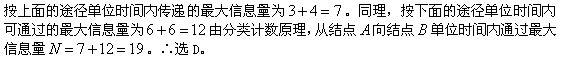 按上面的途径单位时间内传递的最大信息量为3+4=7。同理，按下面的途径单位时间内
可通过的最大信息量为6+6=12由分类计数原理，从结点A向结点B单位时间内通过最大
信息量N=7+12=19。∴选D。